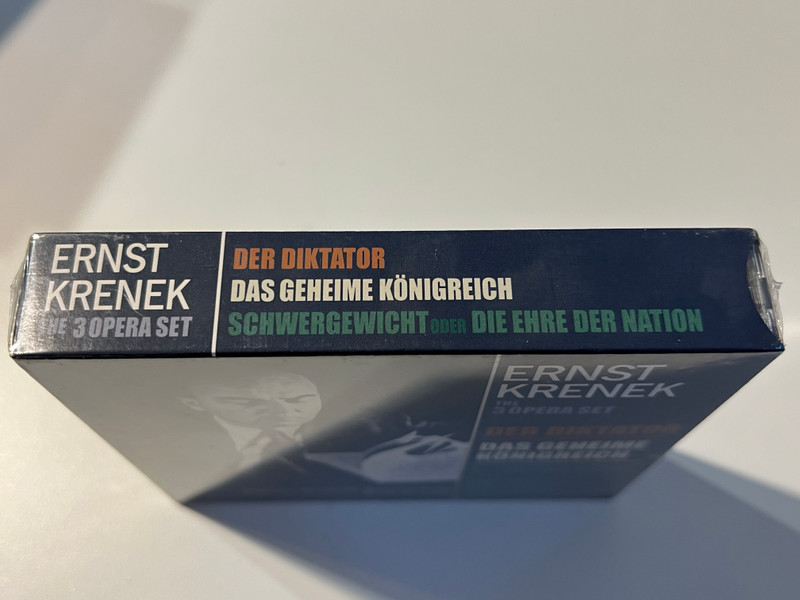 ERNST
KRENEK
THE 3 OPERA SET
DER DIKTATOR
DAS GEHEIME KÖNIGREICH
SCHWERGEWICHT ODER DIE EHRE DER NATION
ERNST
KRENEK
THE
3 OPERA SET
DER DIKTATOR
DAS GEHEIME
KÖNIGREICH